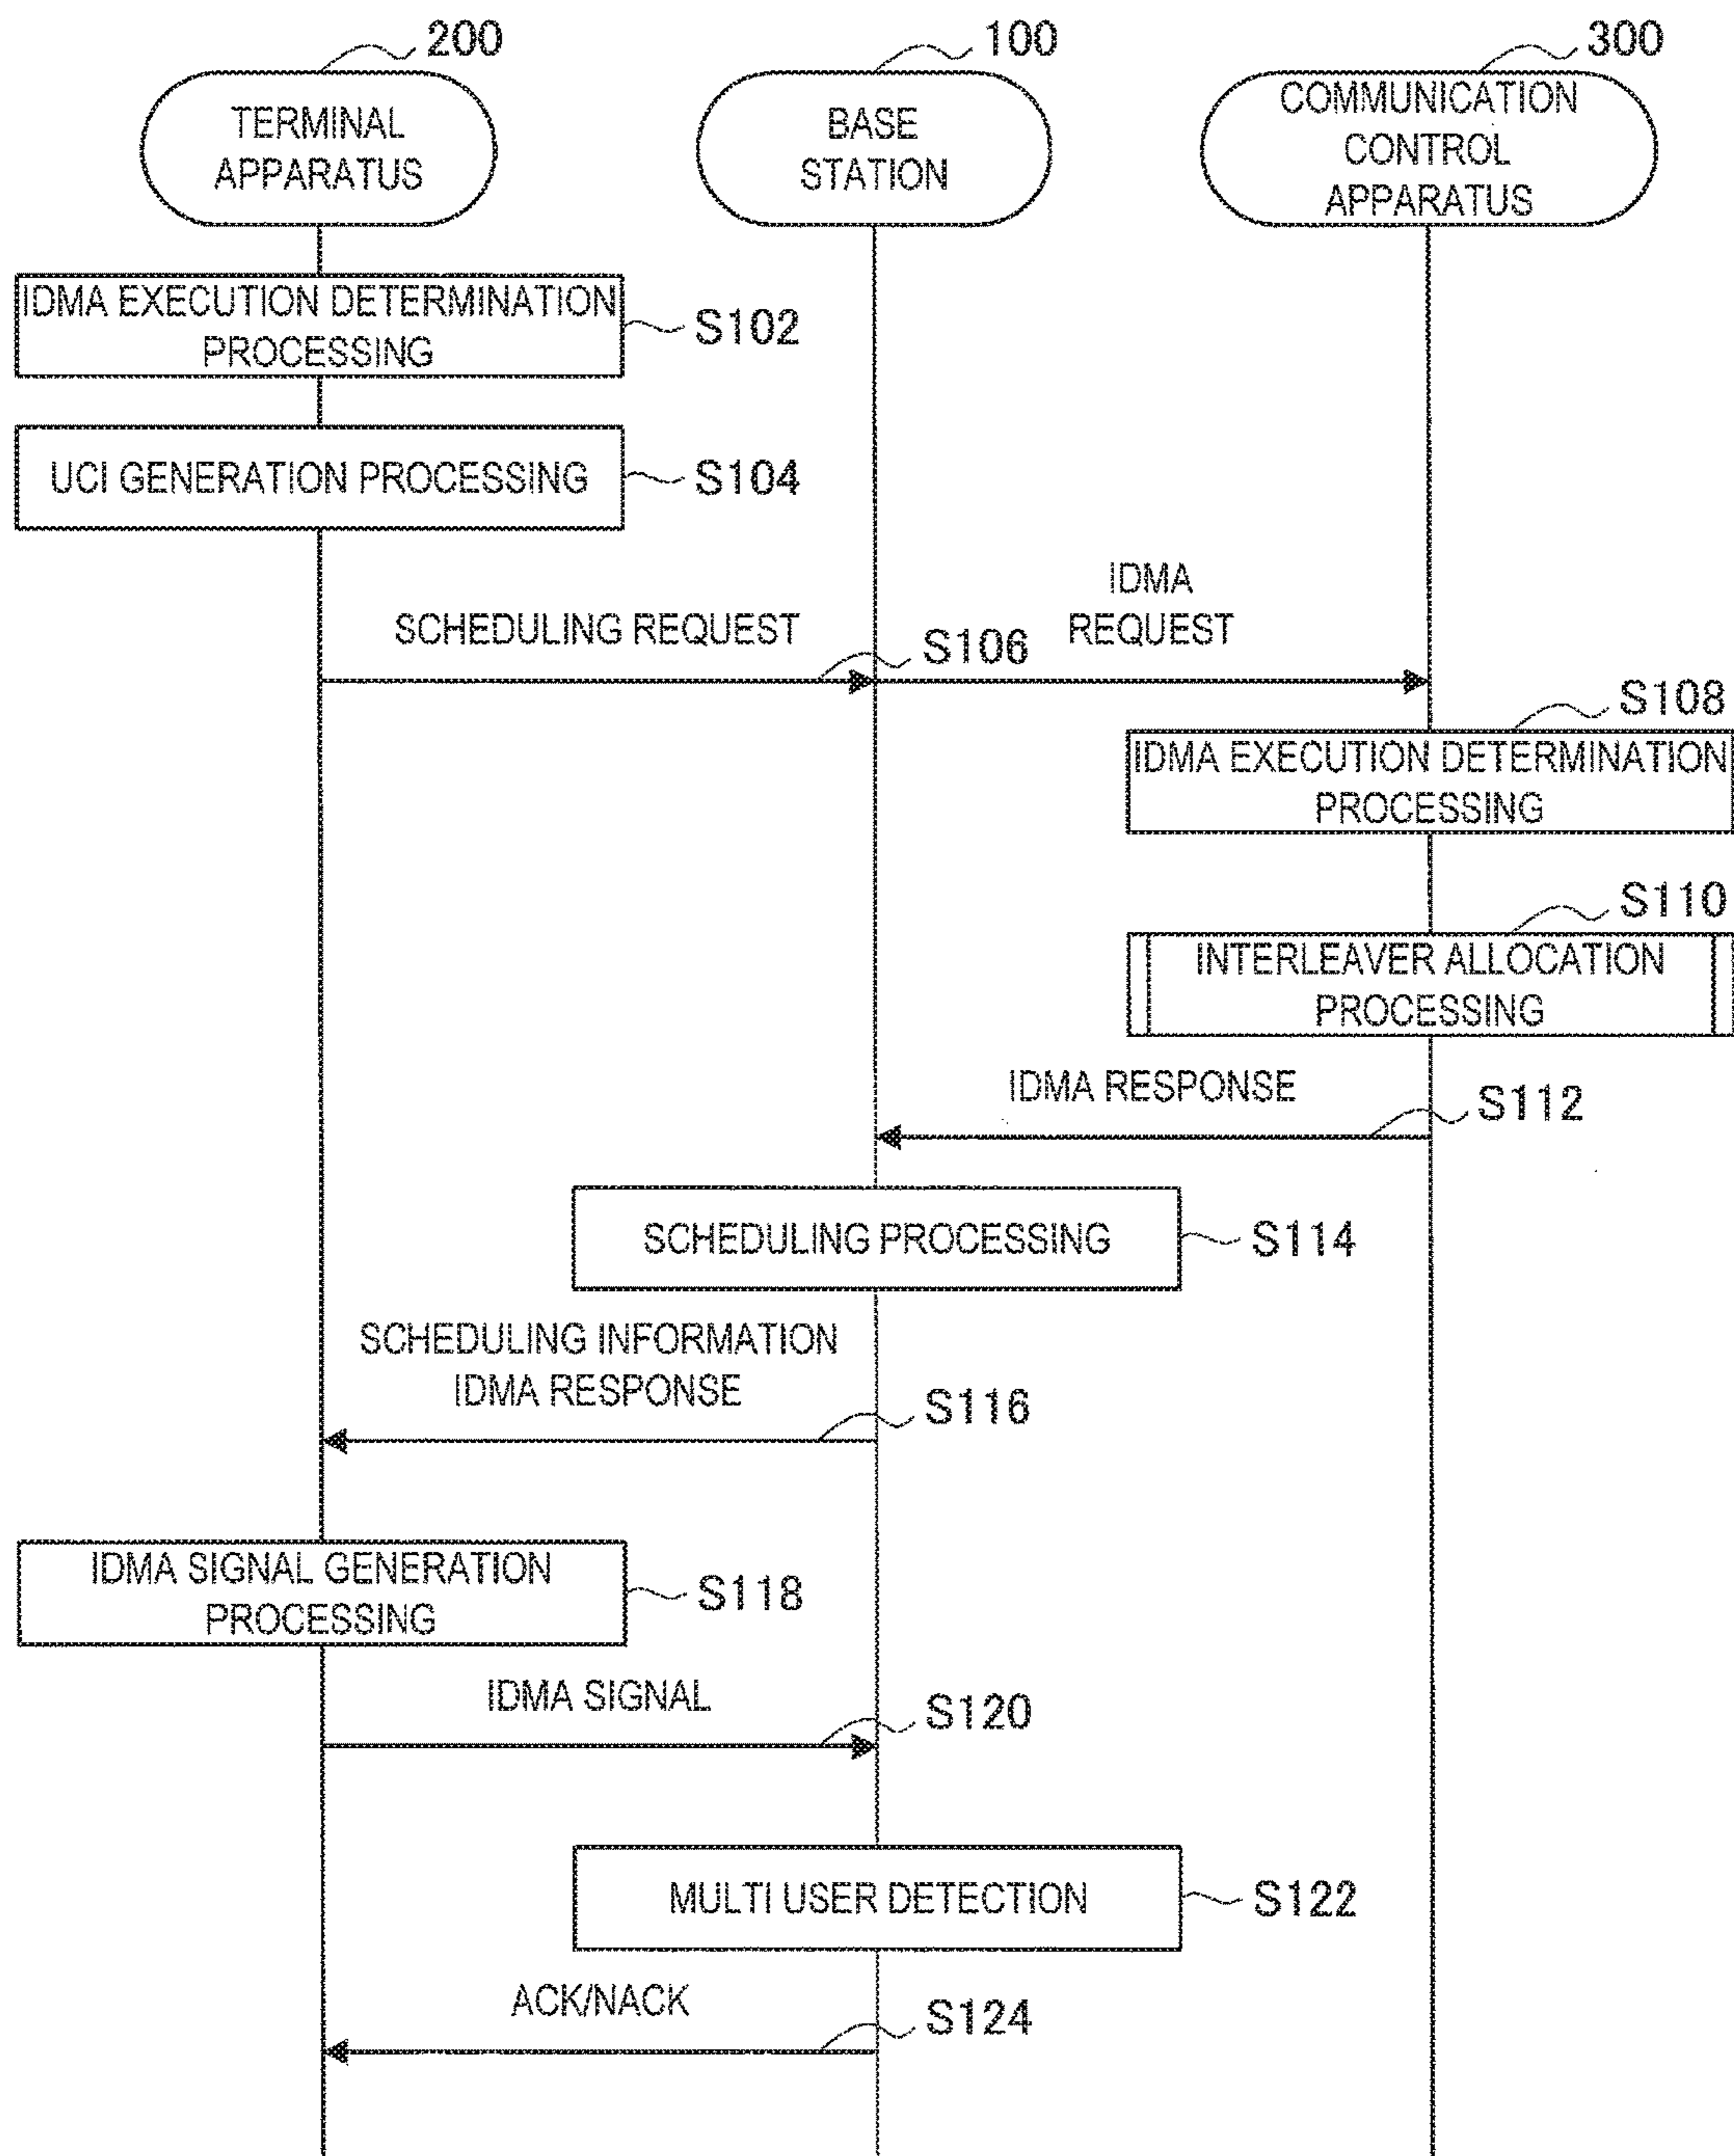 200
100
300
TERMINAL
APPARATUS
BASE
STATION
COMMUNICATION
CONTROL
APPARATUS
IDMA EXECUTION DETERMINATION
PROCESSING
S102
UCI GENERATION PROCESSING
S104
SCHEDULING REQUEST
IDMA
REQUEST
S106
S108
IDMA EXECUTION DETERMINATION
PROCESSING
S110
INTERLEAVER ALLOCATION
PROCESSING
IDMA RESPONSE
S112
SCHEDULING PROCESSING
S114
SCHEDULING INFORMATION
IDMA RESPONSE
S116
IDMA SIGNAL GENERATION
PROCESSING
S118
IDMA SIGNAL
S120
MULTI USER DETECTION
S122
ACK/NACK
S124